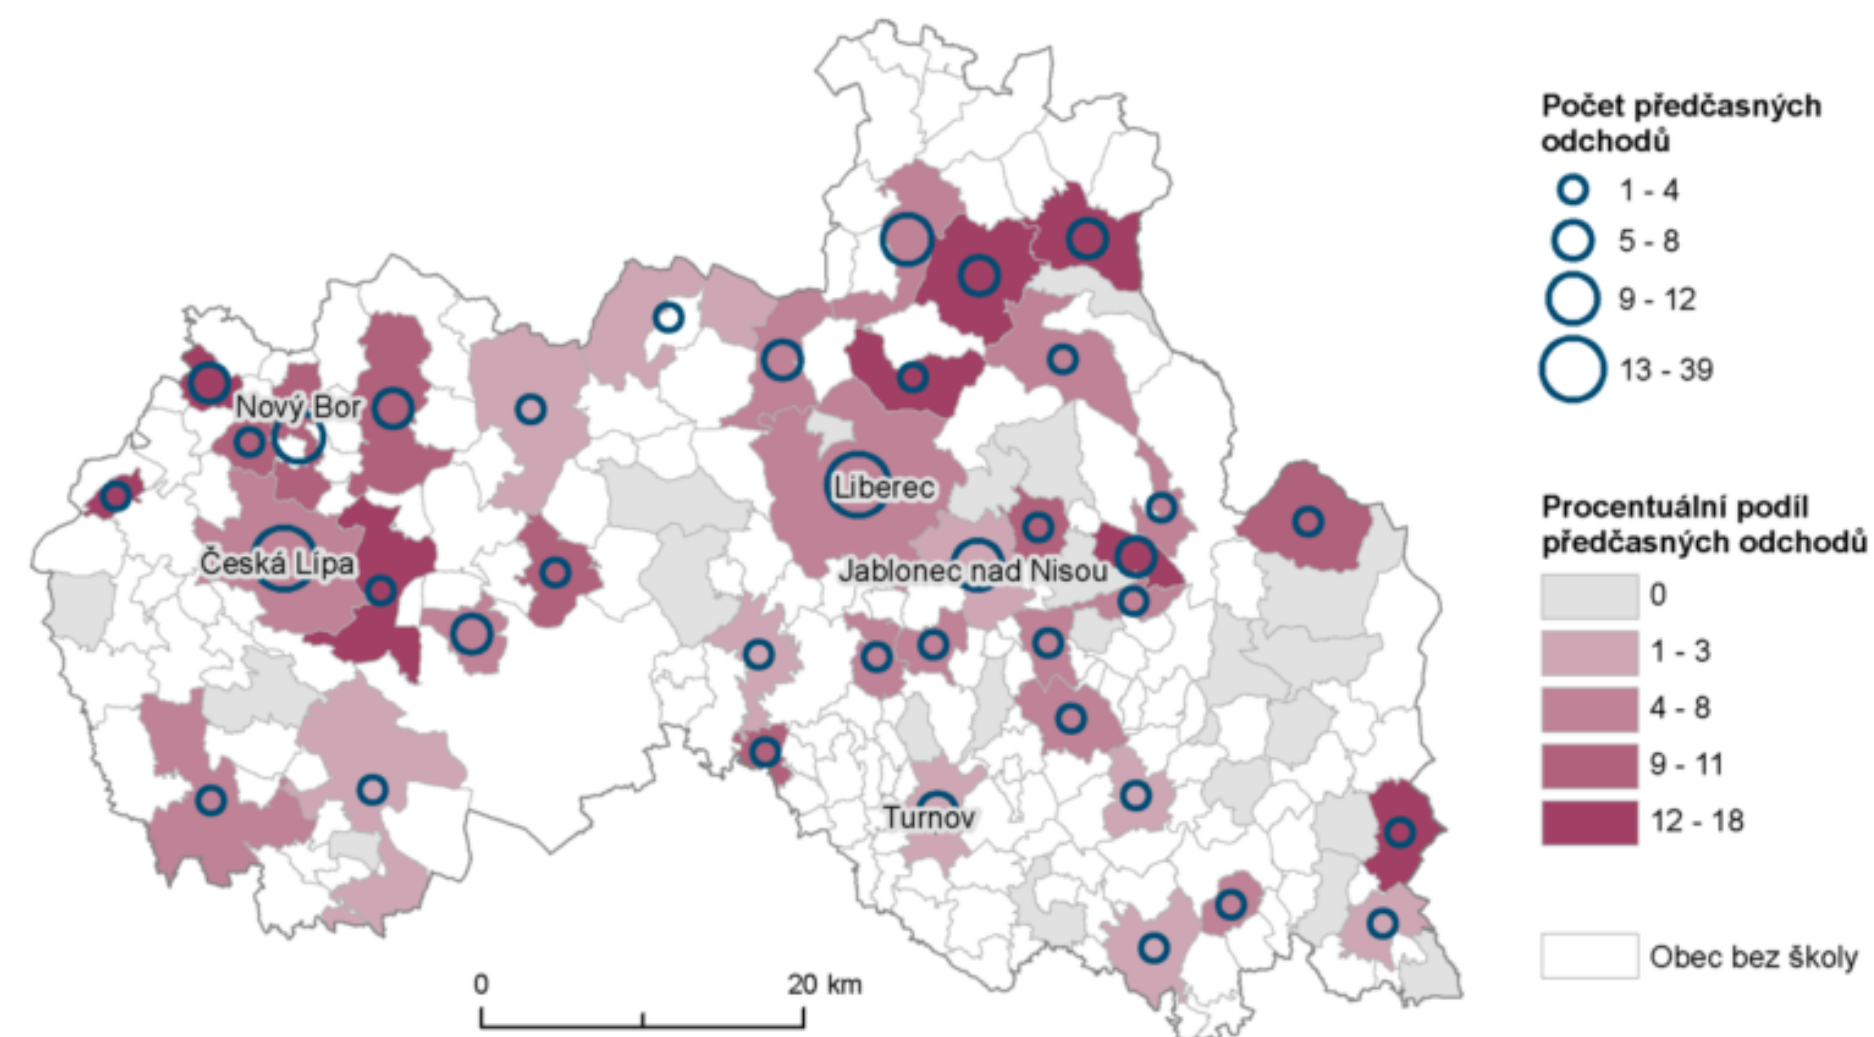 Nový Bor
Česká Lípa
Liberec
Jablonec nad Nisou
Turnov
0
20 km
Počet předčasných
odchodů
1 - 4
5 - 8
9 - 12
13 - 39
Procentuální podíl
předčasných odchodů
0
1 - 3
4 - 8
9 - 11
12 - 18
Obec bez školy